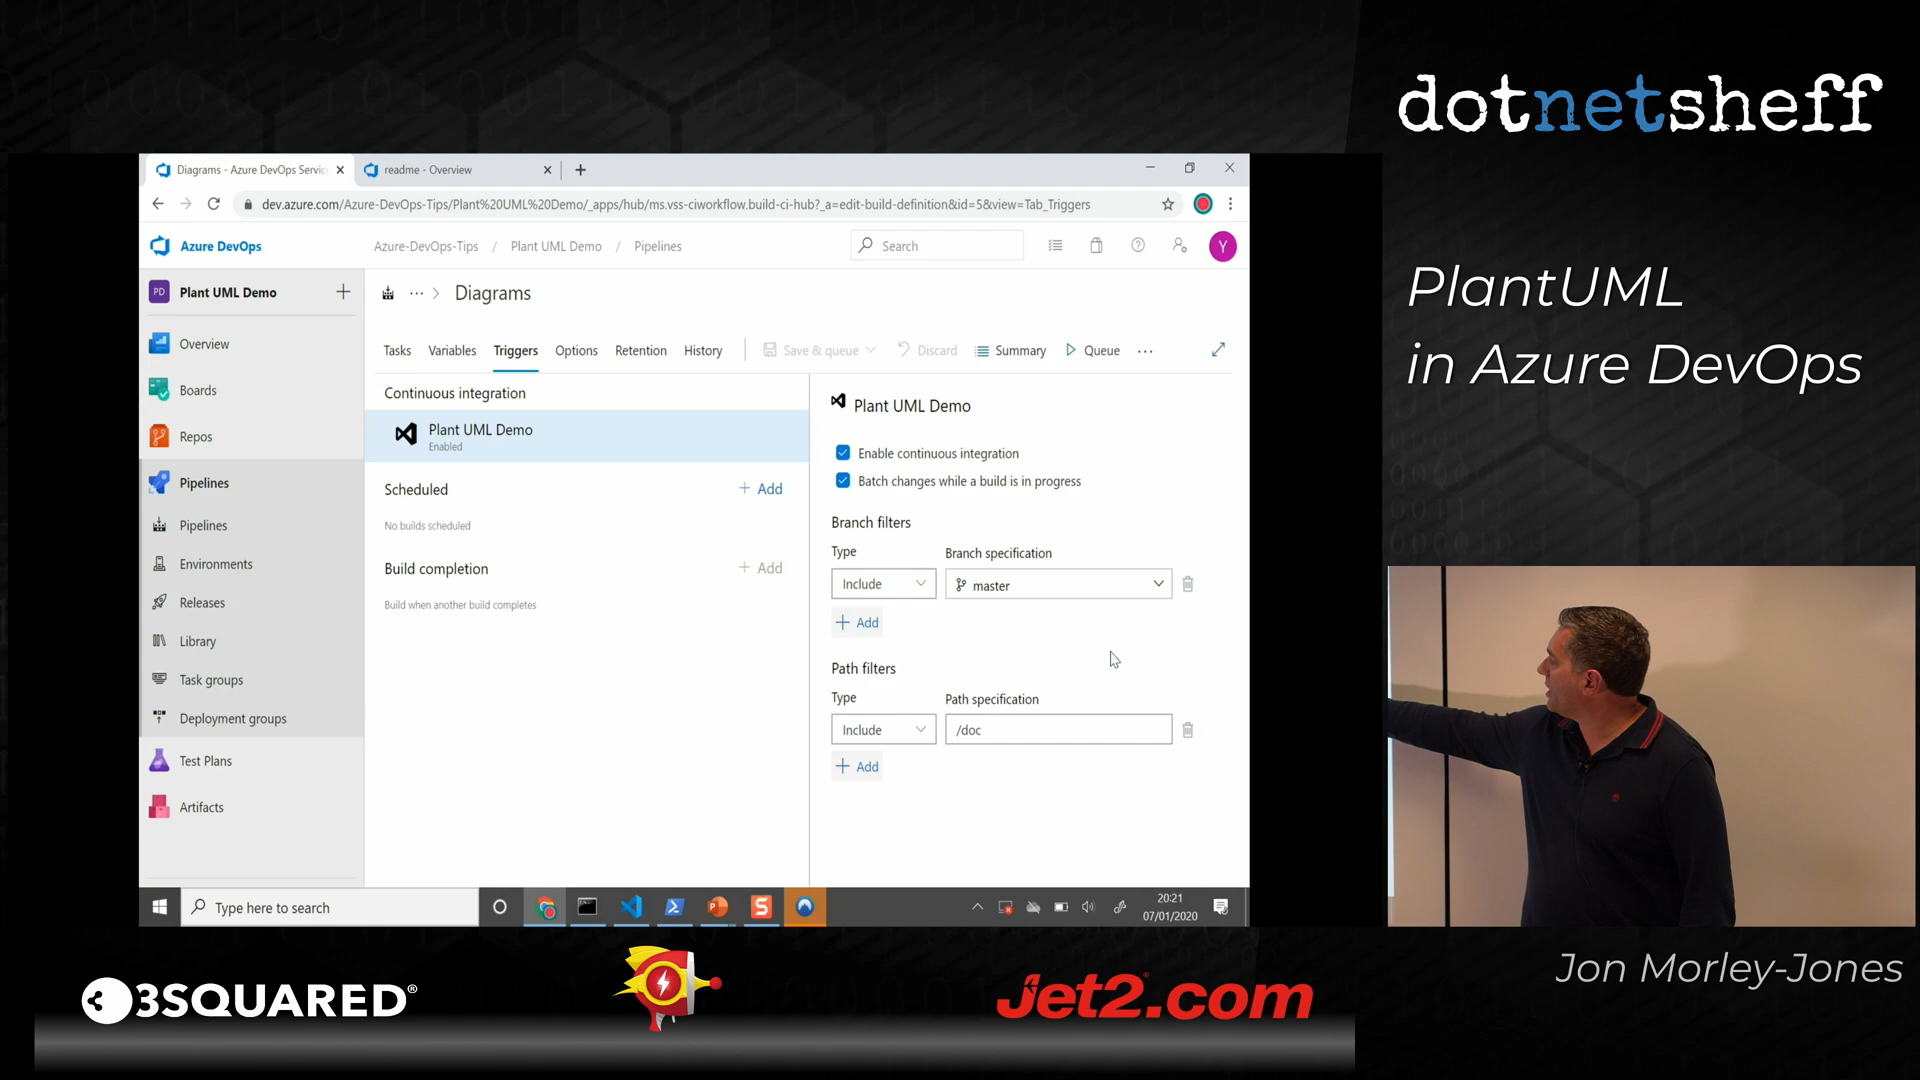 dotnetsheff
PlantUML
in Azure DevOps
Diagrams - Azure DevOps Servic
readme - Overview
dev.azure.com/Azure-DevOps-Tips/Plant%20UML%20Demo/_apps/hub/ms.vss-ciworkflow.build-ci-hub?_a=edit-build-definition&id=5&view=Tab_Triggers
Azure DevOps
Azure-DevOps-Tips / Plant UML Demo / Pipelines
Search
Y
PD Plant UML Demo
Overview
Boards
Repos
Pipelines
Pipelines
Environments
Releases
Library
Task groups
Deployment groups
Test Plans
Artifacts
... > Diagrams
Tasks Variables Triggers Options Retention History Save & queue Discard Summary Queue ...
Continuous integration
Plant UML Demo
Enabled
Scheduled + Add
No builds scheduled
Build completion + Add
Build when another build completes
Plant UML Demo
Enable continuous integration
Batch changes while a build is in progress
Branch filters
Type Branch specification
Include master
+ Add
Path filters
Type Path specification
Include /doc
+ Add
Type here to search
20:21
07/01/2020
3SQUARED®
Jet2.com
Jon Morley-Jones